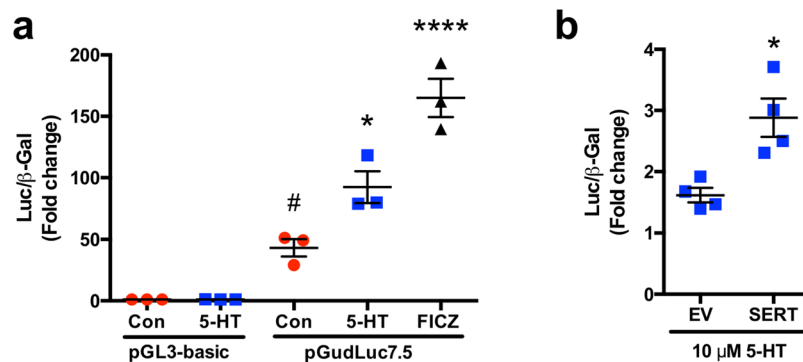 a
Luc/β-Gal
(Fold change)
200
150
100
50
0
#
*
****
Con
5-HT
Con
5-HT
FICZ
pGL3-basic
pGudLuc7.5
b
Luc/β-Gal
(Fold change)
4
3
2
1
0
*
EV
SERT
10 μM 5-HT